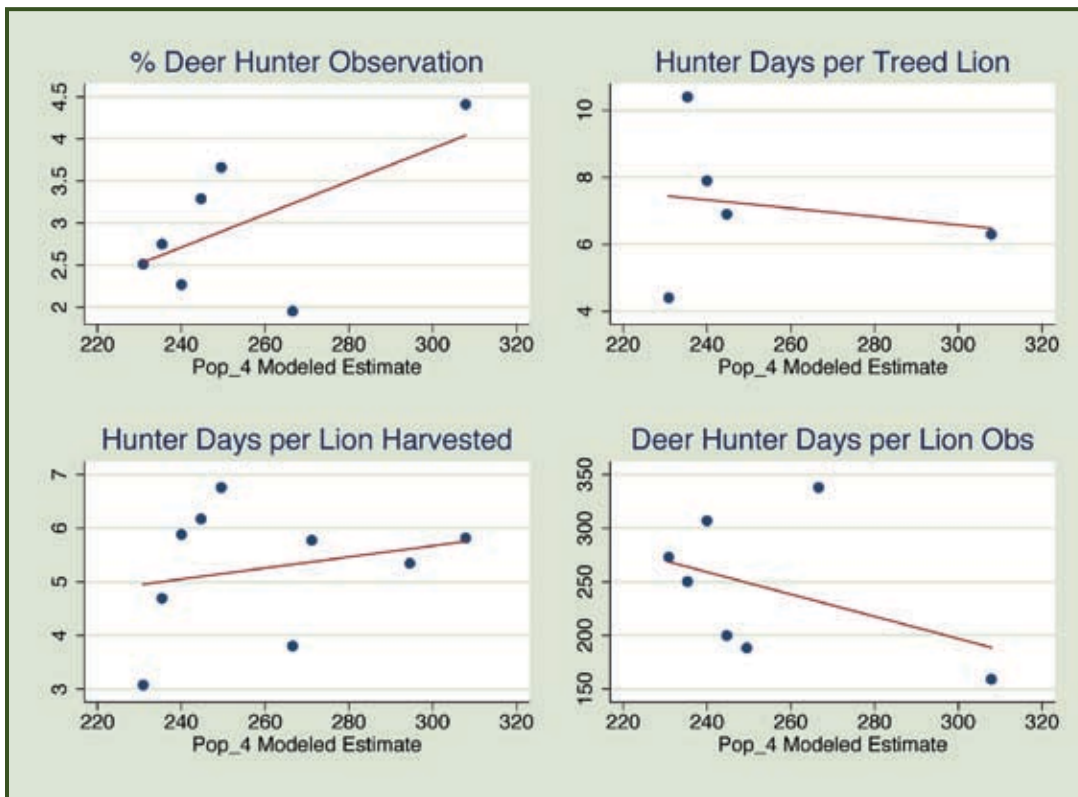 % Deer Hunter Observation
4.5
4
3.5
3
2.5
2
220 240 260 280 300 320
Pop_4 Modeled Estimate
Hunter Days per Treed Lion
10
8
6
4
220 240 260 280 300 320
Pop_4 Modeled Estimate
Hunter Days per Lion Harvested
7
6
5
4
3
220 240 260 280 300 320
Pop_4 Modeled Estimate
Deer Hunter Days per Lion Obs
350
300
250
200
150
220 240 260 280 300 320
Pop_4 Modeled Estimate